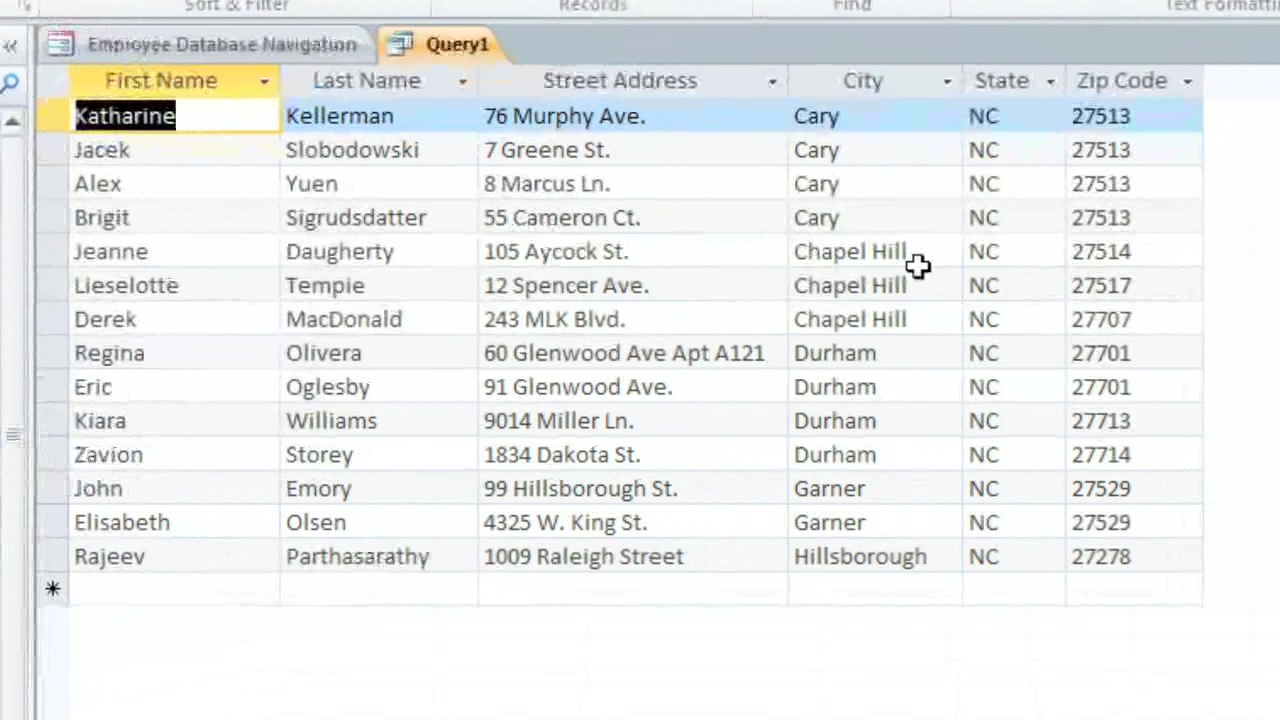 Sort & Filter Records Find Text Formatti
Employee Database Navigation Query1
First Name Last Name Street Address City State Zip Code
Katharine Kellerman 76 Murphy Ave. Cary NC 27513
Jacek Slobodowski 7 Greene St. Cary NC 27513
Alex Yuen 8 Marcus Ln. Cary NC 27513
Brigit Sigrudsdatter 55 Cameron Ct. Cary NC 27513
Jeanne Daugherty 105 Aycock St. Chapel Hill NC 27514
Lieselotte Tempie 12 Spencer Ave. Chapel Hill NC 27517
Derek MacDonald 243 MLK Blvd. Chapel Hill NC 27707
Regina Olivera 60 Glenwood Ave Apt A121 Durham NC 27701
Eric Oglesby 91 Glenwood Ave. Durham NC 27701
Kiara Williams 9014 Miller Ln. Durham NC 27713
Zavion Storey 1834 Dakota St. Durham NC 27714
John Emory 99 Hillsborough St. Garner NC 27529
Elisabeth Olsen 4325 W. King St. Garner NC 27529
Rajeev Parthasarathy 1009 Raleigh Street Hillsborough NC 27278